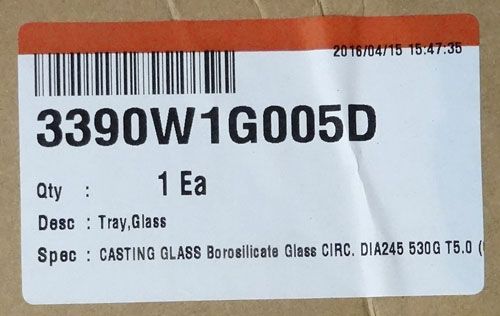 2016/04/15 15:47:35
3390W1G005D
Qty : 1 Ea
Desc : Tray,Glass
Spec : CASTING GLASS Borosilicate Glass CIRC. DIA245 530G T5.0 (